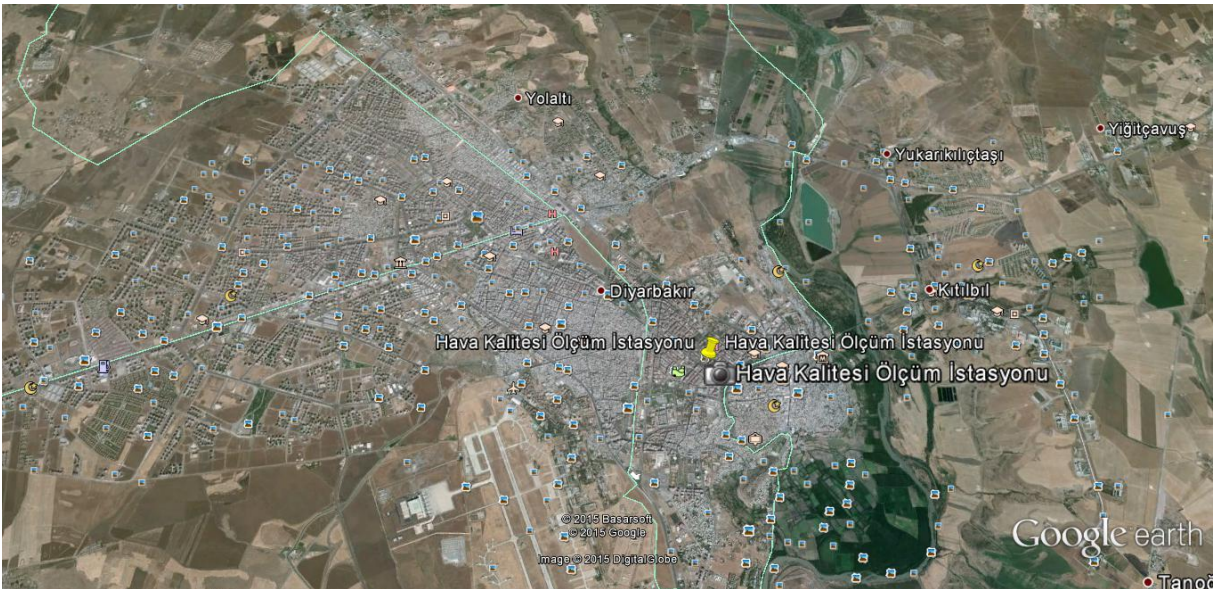 Yolaltı
Yiğitçavuş
Yukarıkılıçtaşı
Kıtılbıl
Diyarbakır
Hava Kalitesi Ölçüm İstasyonu
Hava Kalitesi Ölçüm İstasyonu
Hava Kalitesi Ölçüm İstasyonu
© 2015 Basarsoft
© 2015 Google
Image © 2015 DigitalGlobe
Google earth
Tanoğ